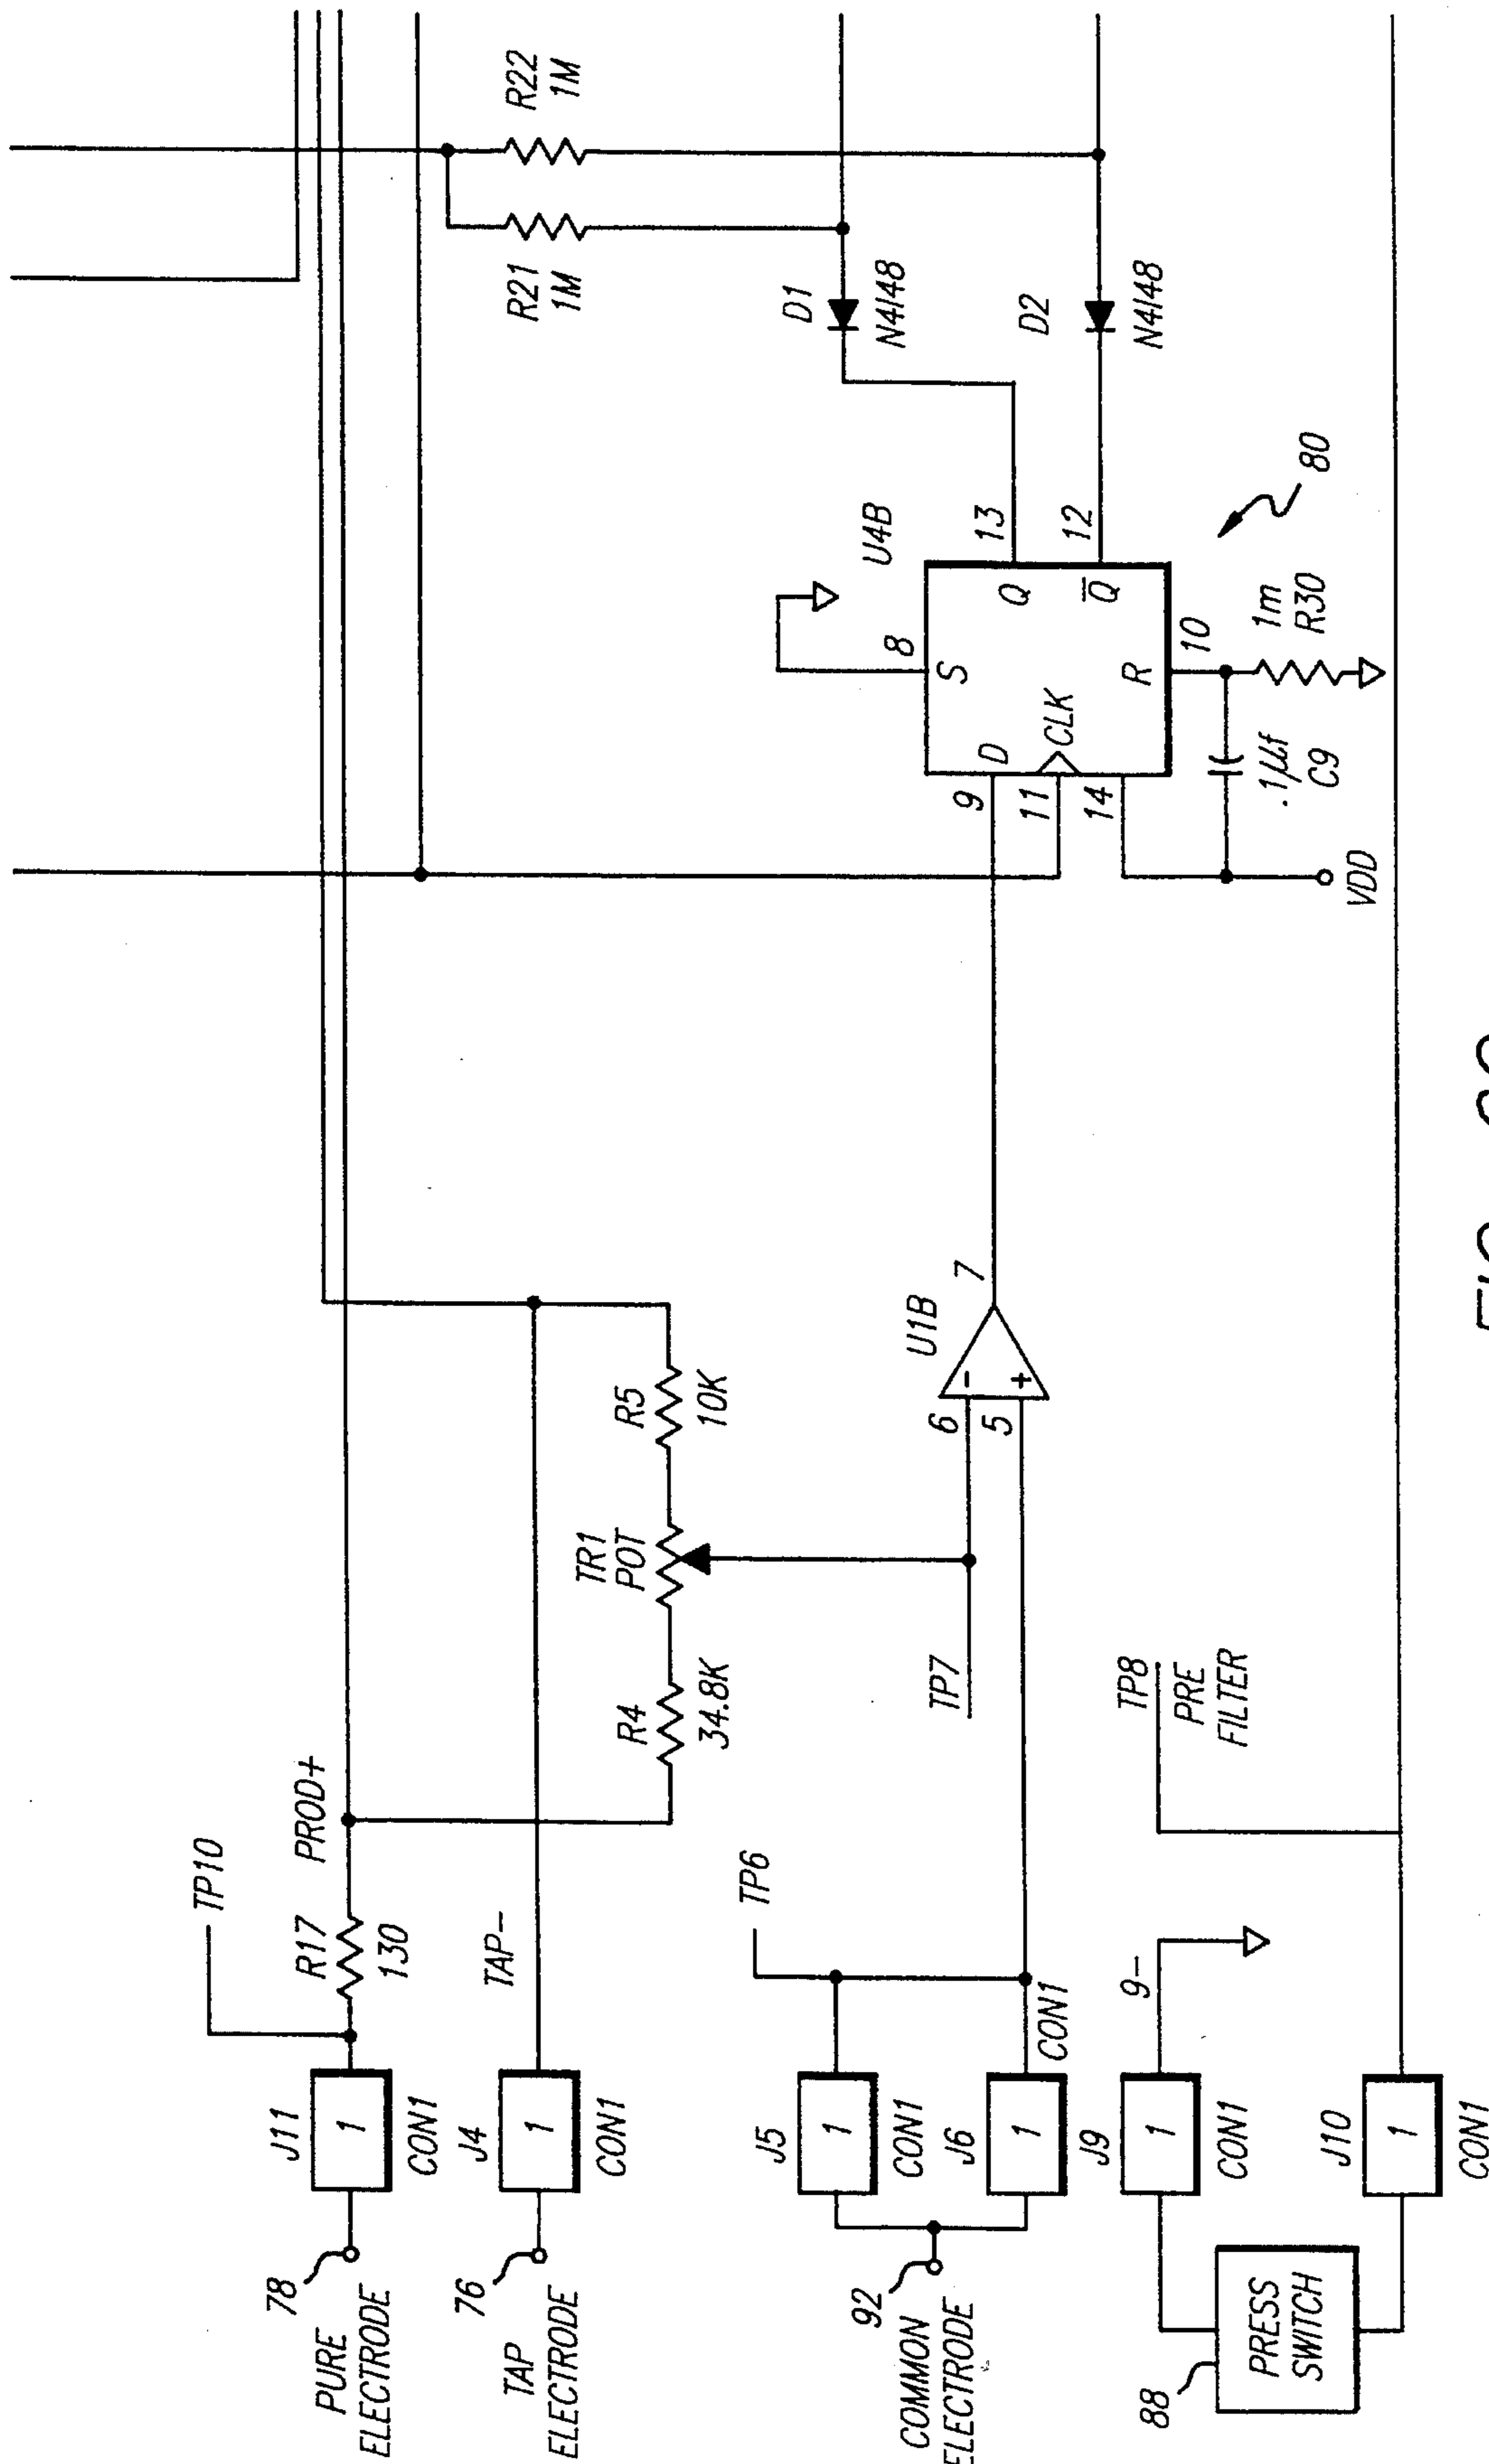 PURE
ELECTRODE
78
J11
1
CON1
TP10
R17
130
PROD+
TAP
ELECTRODE
76
J4
1
CON1
TAP-
R4
34.8K
TR1
POT
R5
10K
R21
1M
R22
1M
COMMON
ELECTRODE
92
J5
1
CON1
J6
1
CON1
TP6
TP7
6
5
-
+
U1B
7
9
11
14
D
CLK
S
R
Q
Q̅
8
10
13
12
U4B
D1
N4148
D2
N4148
80
.1µf
C9
1m
R30
VDD
88
PRESS
SWITCH
J9
1
CON1
9-
J10
1
CON1
TP8
PRE
FILTER